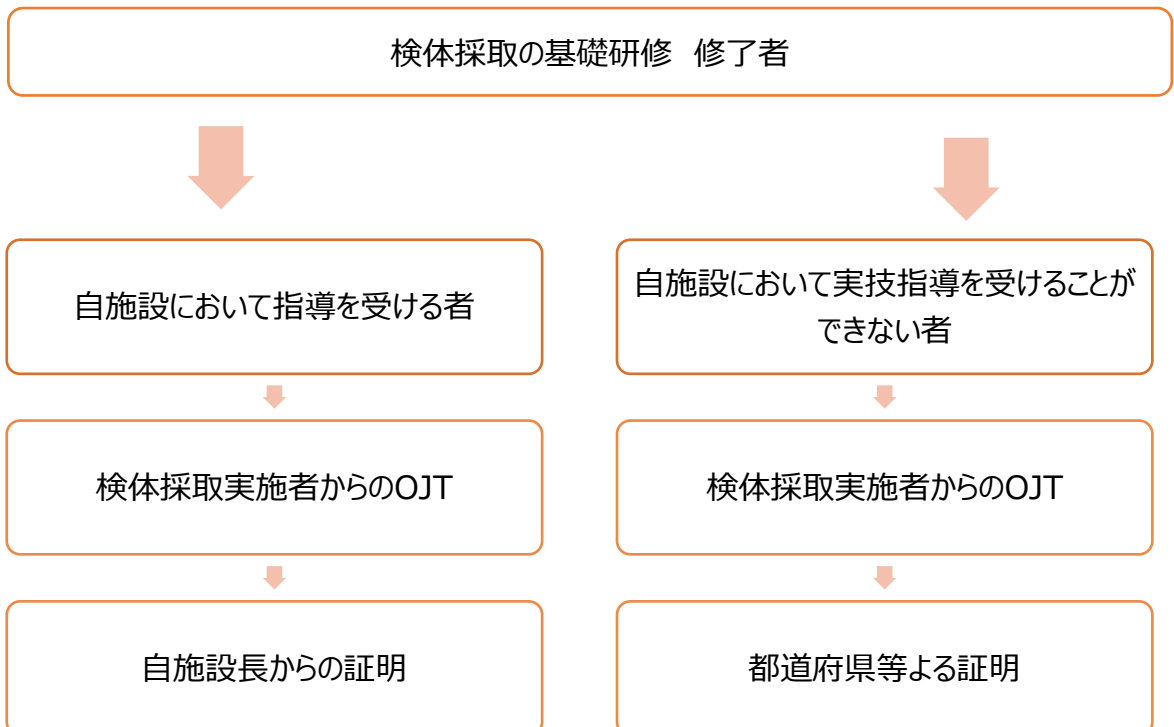 検体採取の基礎研修　修了者
自施設において指導を受ける者
自施設において実技指導を受けることが
できない者
検体採取実施者からのOJT
検体採取実施者からのOJT
自施設長からの証明
都道府県等よる証明